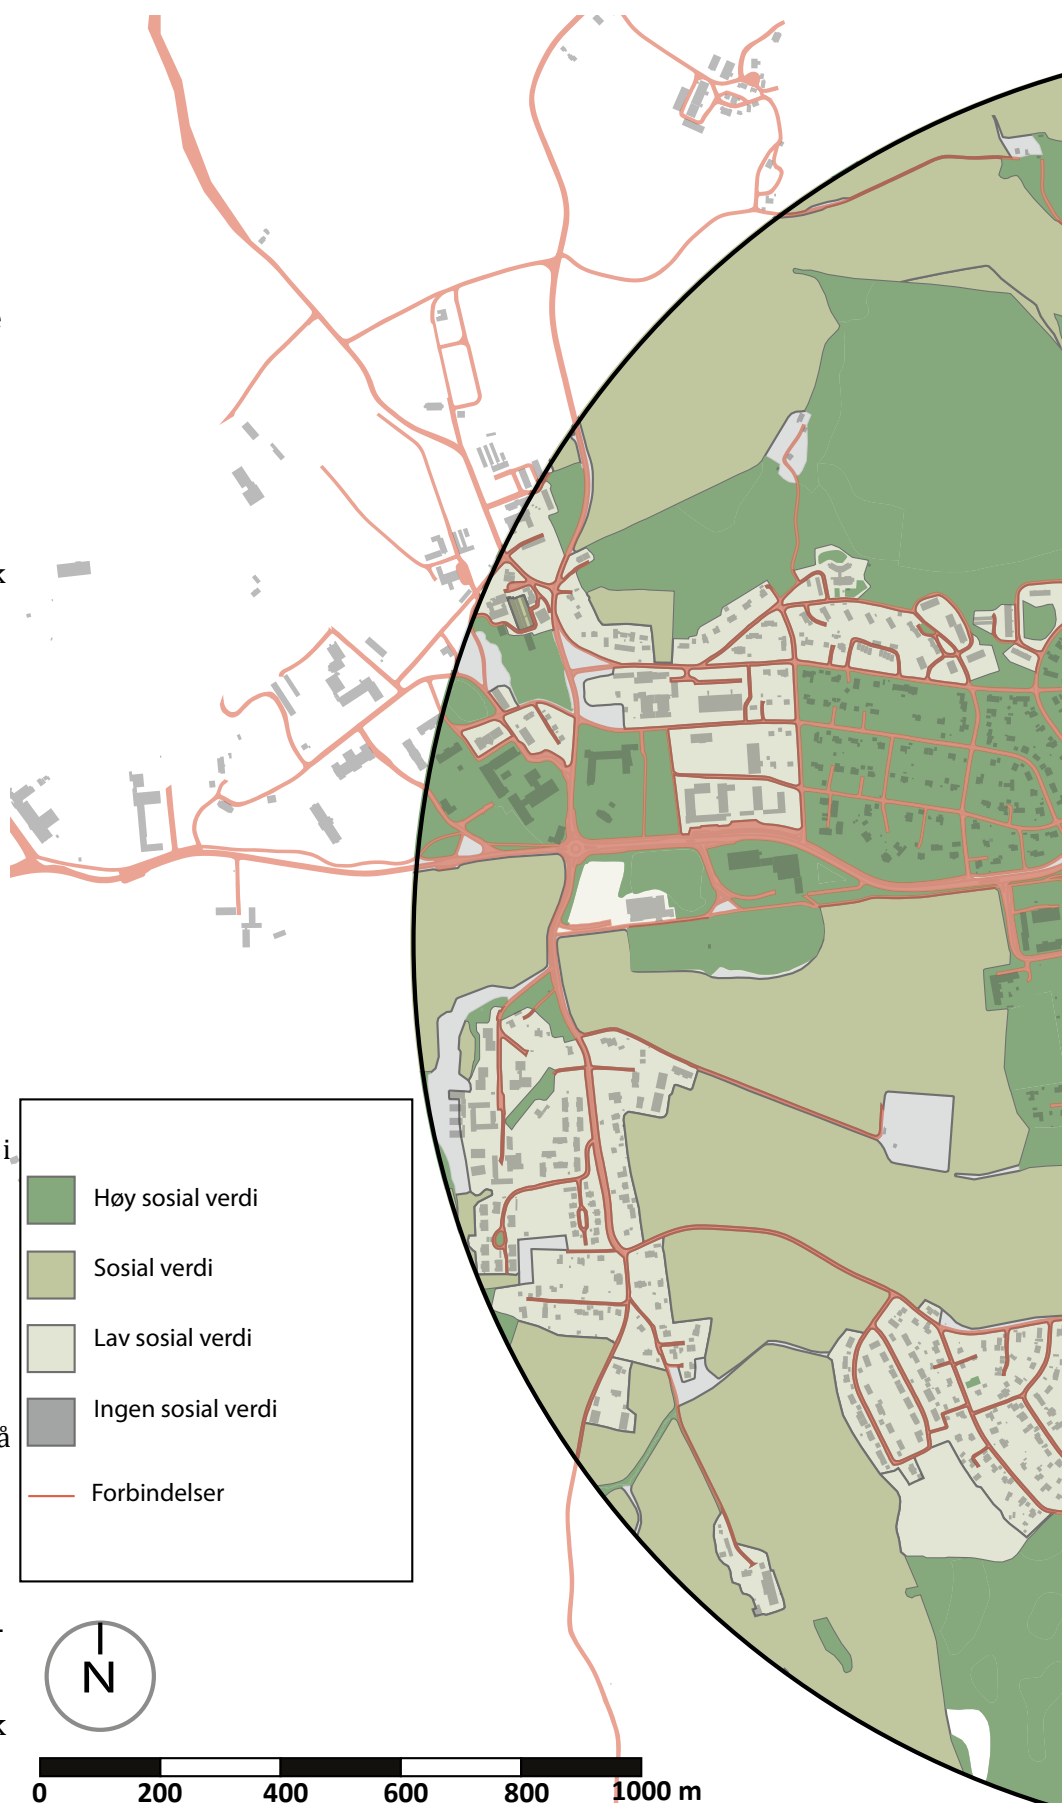 k
i
Høy sosial verdi
Sosial verdi
Lav sosial verdi
Ingen sosial verdi
å
Forbindelser
-
N
k
0 200 400 600 800 1000 m